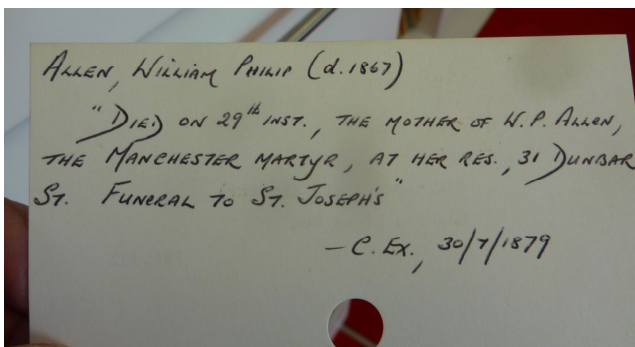 ALLEN, WILLIAM PHILIP (d. 1867)
"DIED ON 29th INST., THE MOTHER OF W. P. ALLEN,
THE MANCHESTER MARTYR, AT HER RES., 31 DUNBAR
ST. FUNERAL TO ST. JOSEPH'S"
— C. EX., 30/7/1879